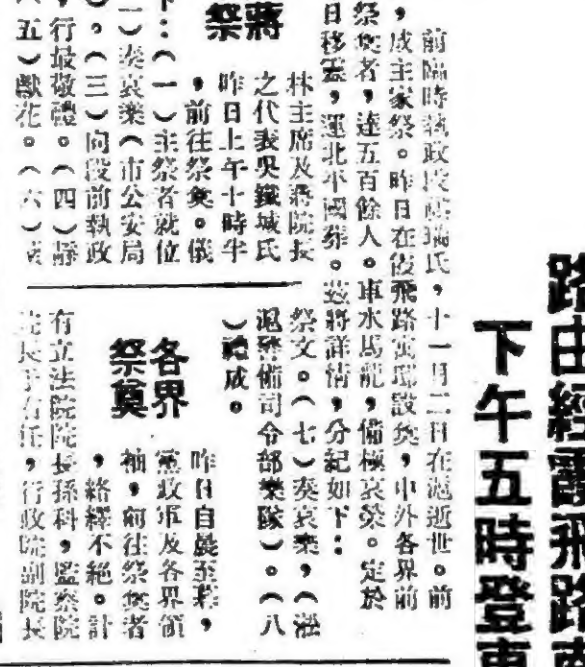 路由經霞飛路
下午五時登車
前臨時執政段祺瑞氏，十一月二日在滬逝世。前
，成主家祭。昨日在霞飛路寓邸設奠，中外各界前
祭奠者，達五百餘人。車水馬龍，備極哀榮。定於
日移靈，運北平國葬。茲將詳情，分紀如下：
蔣
祭
林主席及蔣院長
之代表吳鐵城氏
昨日上午十時半
，前往祭奠。儀
下：（一）主祭者就位
二）奏哀樂（市公安局
）。（三）向段前執政
，行最敬禮。（四）靜
（五）獻花。（六）
祭文。（七）奏哀樂，（淞
滬警備司令部樂隊）。（八
）禮成。
各界
祭奠
昨日自晨至暮，
黨政軍及各界領
袖，前往祭奠者
，絡繹不絕。計
有立法院院長孫科，監察院
院長于右任，行政院副院長